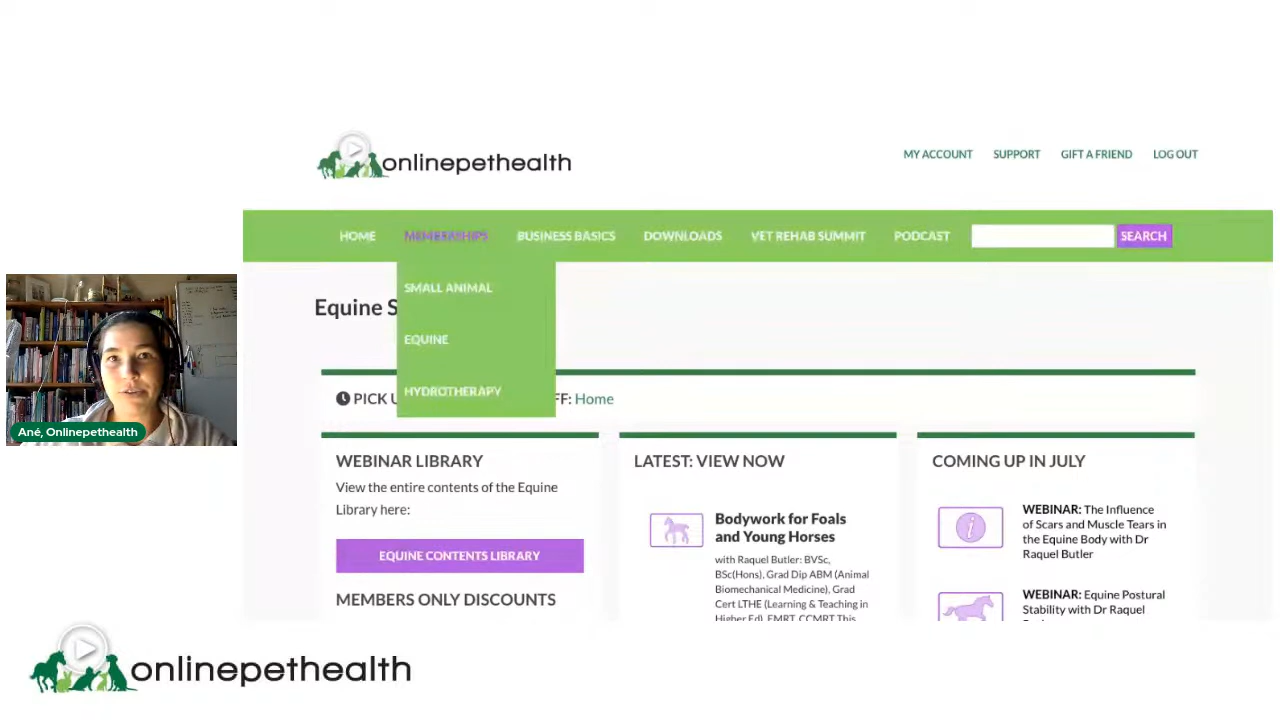 onlinepethealth
MY ACCOUNT SUPPORT GIFT A FRIEND LOG OUT
HOME MEMBERSHIPS BUSINESS BASICS DOWNLOADS VET REHAB SUMMIT PODCAST SEARCH
SMALL ANIMAL
EQUINE
HYDROTHERAPY
Equine S
PICK U FF: Home
WEBINAR LIBRARY
View the entire contents of the Equine
Library here:
EQUINE CONTENTS LIBRARY
MEMBERS ONLY DISCOUNTS
LATEST: VIEW NOW
Bodywork for Foals
and Young Horses
with Raquel Butler: BVSc,
BSc(Hons), Grad Dip ABM (Animal
Biomechanical Medicine), Grad
Cert LTHE (Learning & Teaching in
Higher Ed), EMRT, CCMRT This
COMING UP IN JULY
WEBINAR: The Influence
of Scars and Muscle Tears in
the Equine Body with Dr
Raquel Butler
WEBINAR: Equine Postural
Stability with Dr Raquel
Ané, Onlinepethealth
onlinepethealth